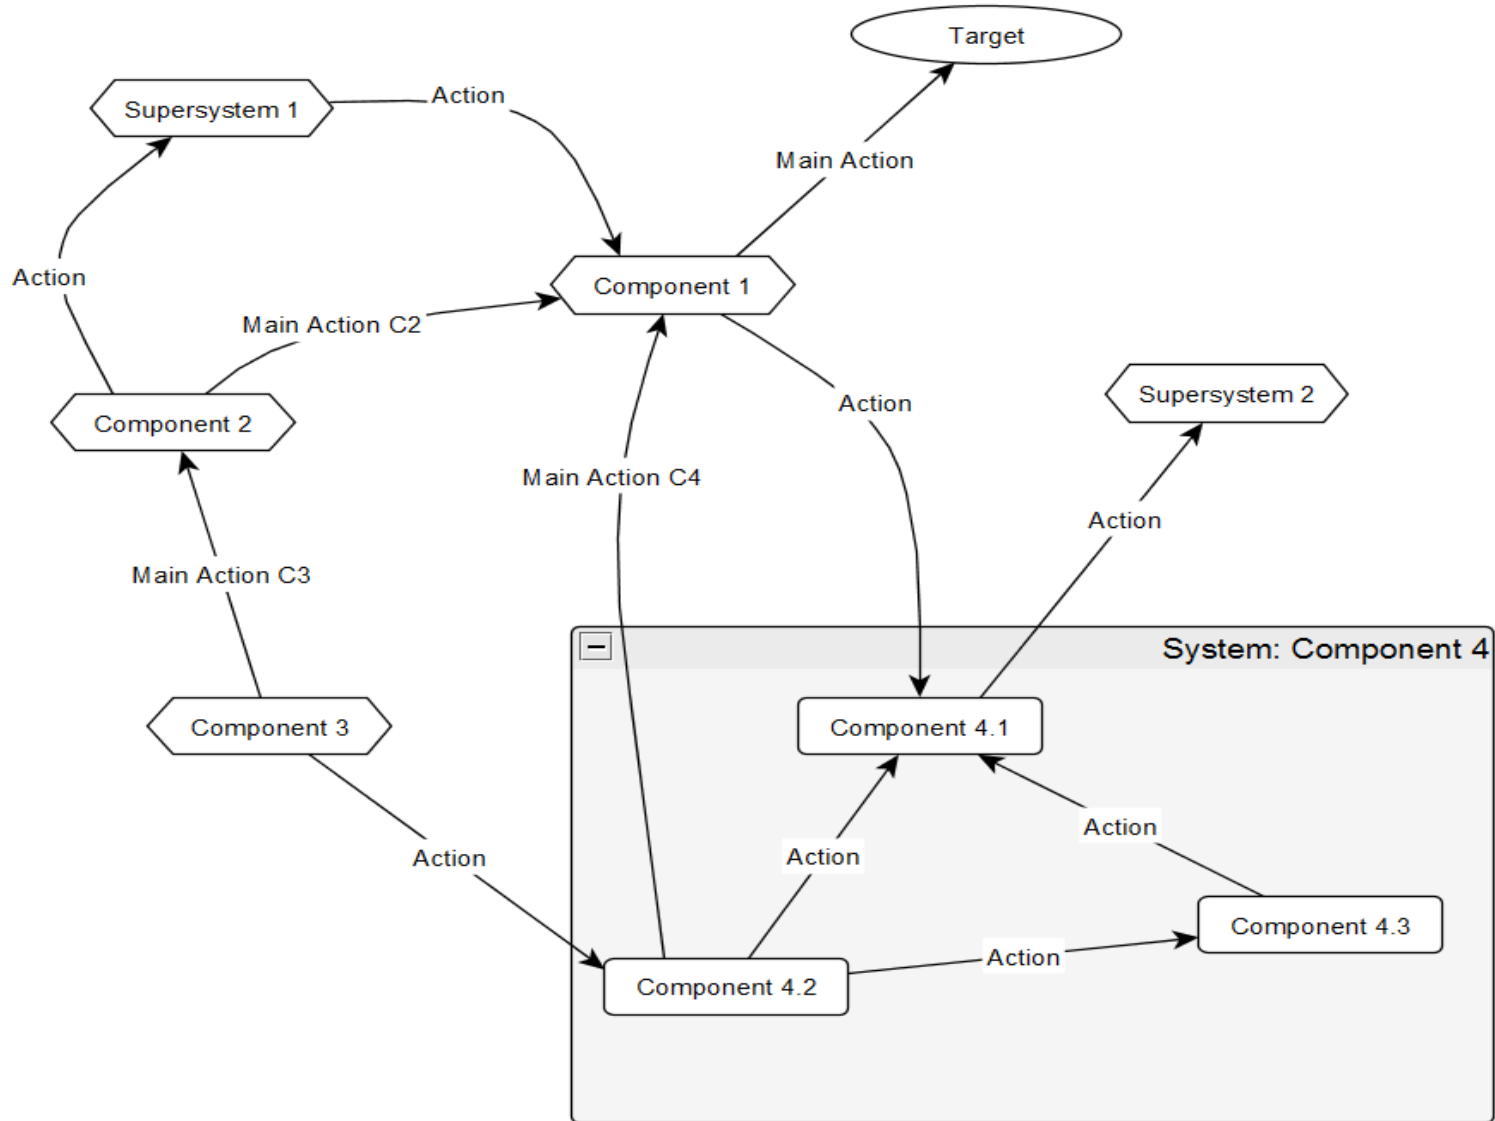 Target
Supersystem 1
Action
Main Action
Action
Component 1
Main Action C2
Action
Supersystem 2
Component 2
Main Action C4
Action
Main Action C3
System: Component 4
Component 3
Component 4.1
Action
Action
Action
Component 4.3
Action
Component 4.2